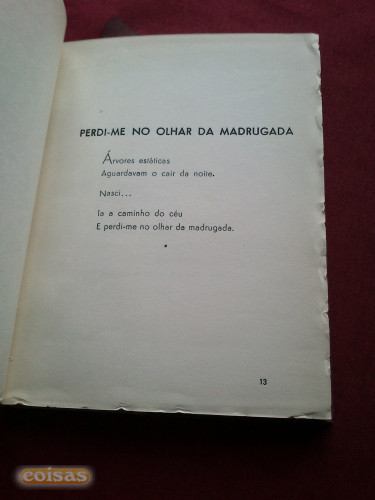 PERDI-ME NO OLHAR DA MADRUGADA
Árvores estáticas
Aguardavam o cair da noite.
Nasci...
Ia a caminho do céu
E perdi-me no olhar da madrugada.
13
coisas